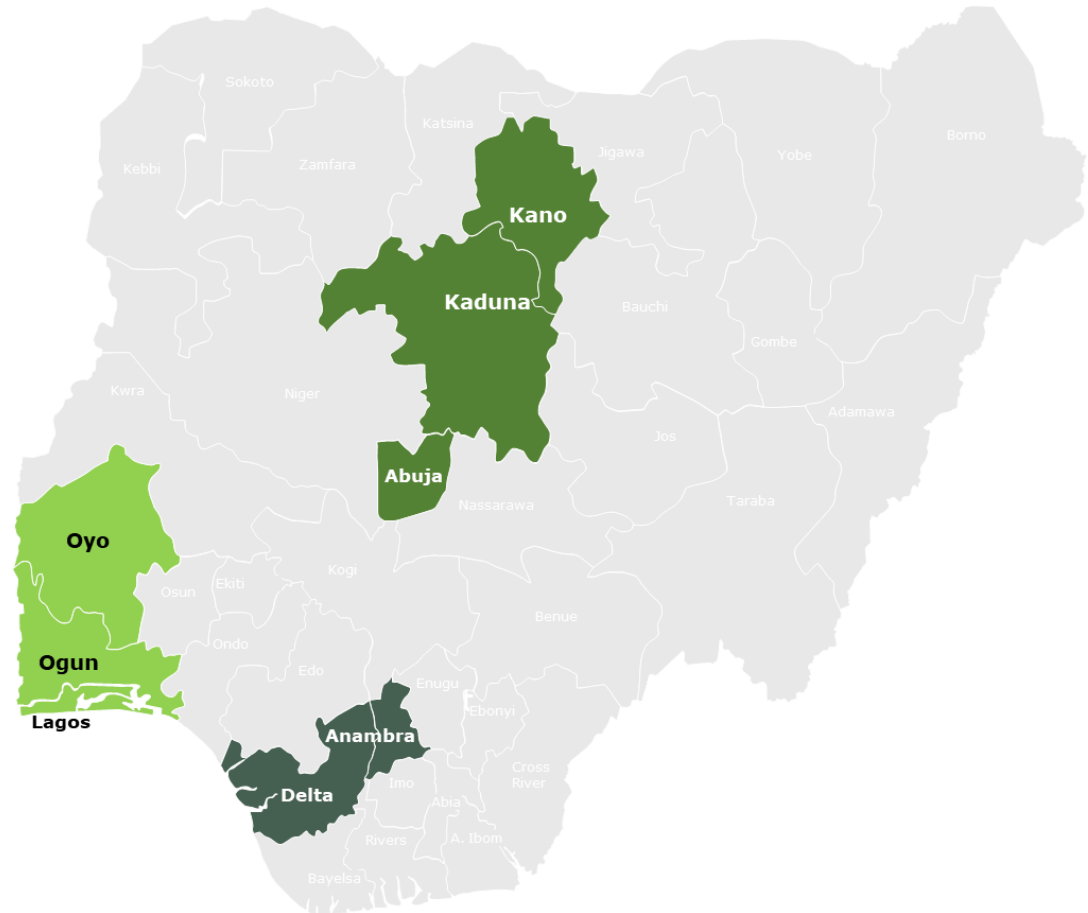 Sokoto
Katsina
Borno
Kebbi
Zamfara
Jigawa
Yobe
Kano
Kaduna
Bauchi
Gombe
Kwra
Niger
Adamawa
Jos
Abuja
Nassarawa
Taraba
Oyo
Kogi
Osun
Ekiti
Benue
Ondo
Ogun
Edo
Enugu
Ebonyi
Lagos
Anambra
Cross
River
Imo
Delta
Abia
Rivers
A. Ibom
Bayelsa